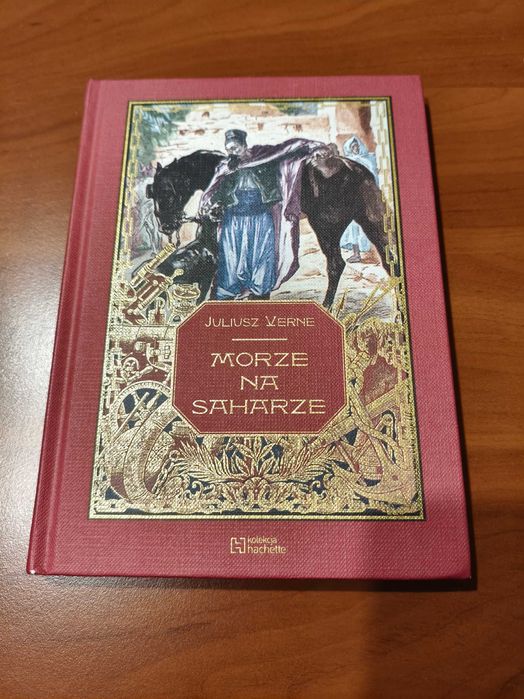 JULIUSZ VERNE
MORZE
NA
SAHARZE
kolekcja
hachette